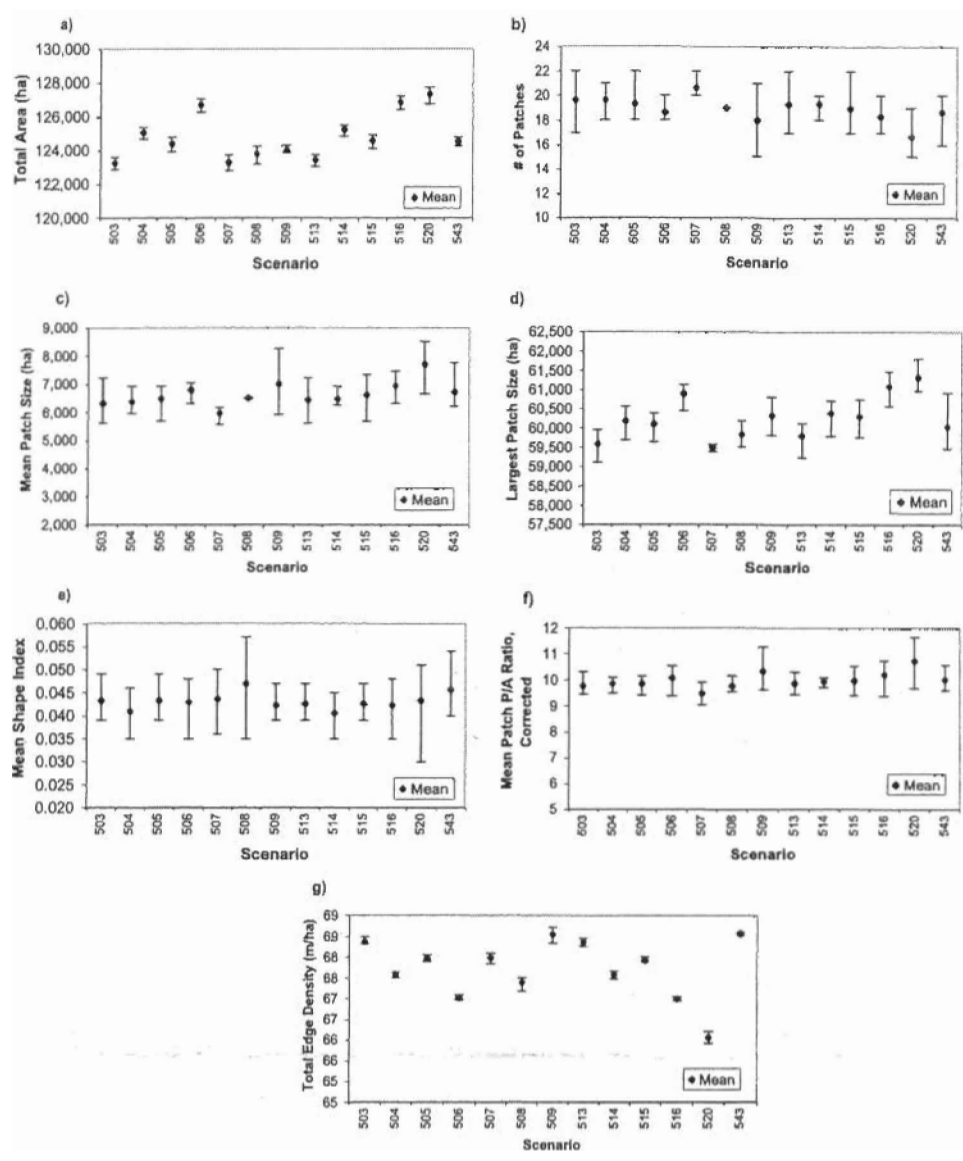 a)
130,000
128,000
126,000
124,000
122,000
120,000
Total Area (ha)
Mean
503 504 505 506 507 508 509 513 514 515 516 520 543
Scenario
b)
24
22
20
18
16
14
12
10
# of Patches
Mean
503 504 605 506 507 508 509 513 514 515 516 520 543
Scenario
c)
9,000
8,000
7,000
6,000
5,000
4,000
3,000
2,000
Mean Patch Size (ha)
Mean
503 504 505 506 507 508 509 513 514 515 516 520 543
Scenario
d)
62,500
62,000
61,500
61,000
60,500
60,000
59,500
59,000
58,500
58,000
57,500
Largest Patch Size (ha)
Mean
503 504 505 506 507 508 509 513 514 515 516 520 543
Scenario
e)
0.060
0.055
0.050
0.045
0.040
0.035
0.030
0.025
0.020
Mean Shape Index
Mean
503 504 505 506 507 508 509 513 514 515 516 520 543
Scenario
f)
12
11
10
9
8
7
6
5
Mean Patch P/A Ratio,
Corrected
Mean
503 504 505 506 507 508 509 513 514 515 516 520 543
Scenario
g)
69
69
68
68
67
67
66
66
65
65
Total Edge Density (m/ha)
Mean
503 504 505 506 507 508 509 513 514 515 516 520 543
Scenario